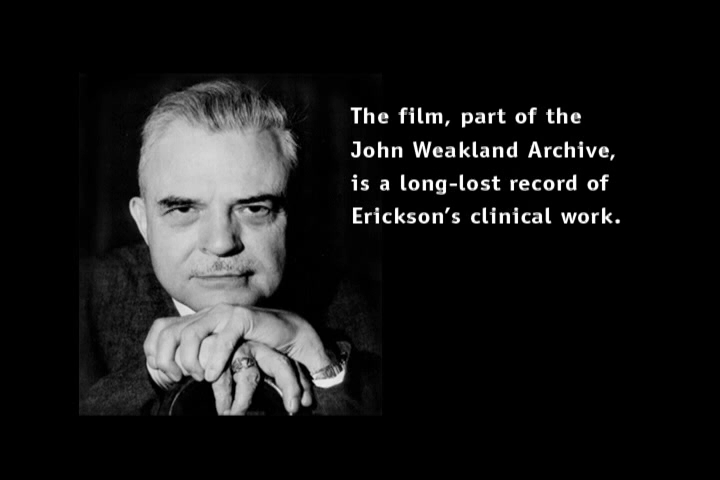 The film, part of the
John Weakland Archive,
is a long-lost record of
Erickson’s clinical work.